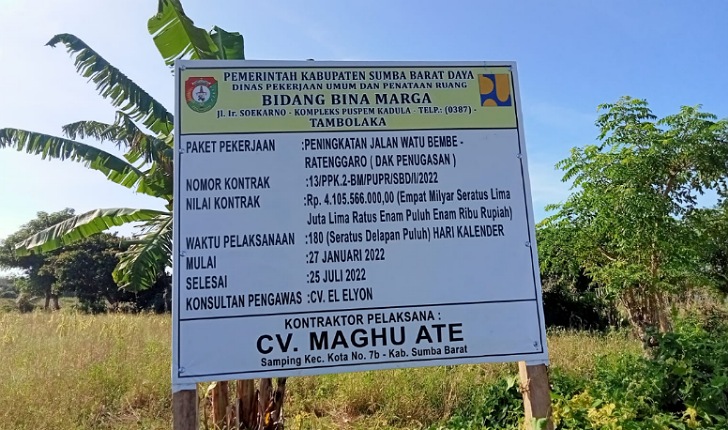 PEMERINTAH KABUPATEN SUMBA BARAT DAYA
DINAS PEKERJAAN UMUM DAN PENATAAN RUANG
BIDANG BINA MARGA
Jl. Ir. SOEKARNO - KOMPLEKS PUSPEM KADULA - TELP.: (0387) -
TAMBOLAKA
PAKET PEKERJAAN :PENINGKATAN JALAN WATU BEMBE -
RATENGGARO ( DAK PENUGASAN )
NOMOR KONTRAK :13/PPK.2-BM/PUPR/SBD/I/2022
NILAI KONTRAK :Rp. 4.105.566.000,00 (Empat Milyar Seratus Lima
Juta Lima Ratus Enam Puluh Enam Ribu Rupiah)
WAKTU PELAKSANAAN :180 (Seratus Delapan Puluh) HARI KALENDER
MULAI :27 JANUARI 2022
SELESAI :25 JULI 2022
KONSULTAN PENGAWAS :CV. EL ELYON
KONTRAKTOR PELAKSANA :
CV. MAGHU ATE
Samping Kec. Kota No. 7b - Kab. Sumba Barat